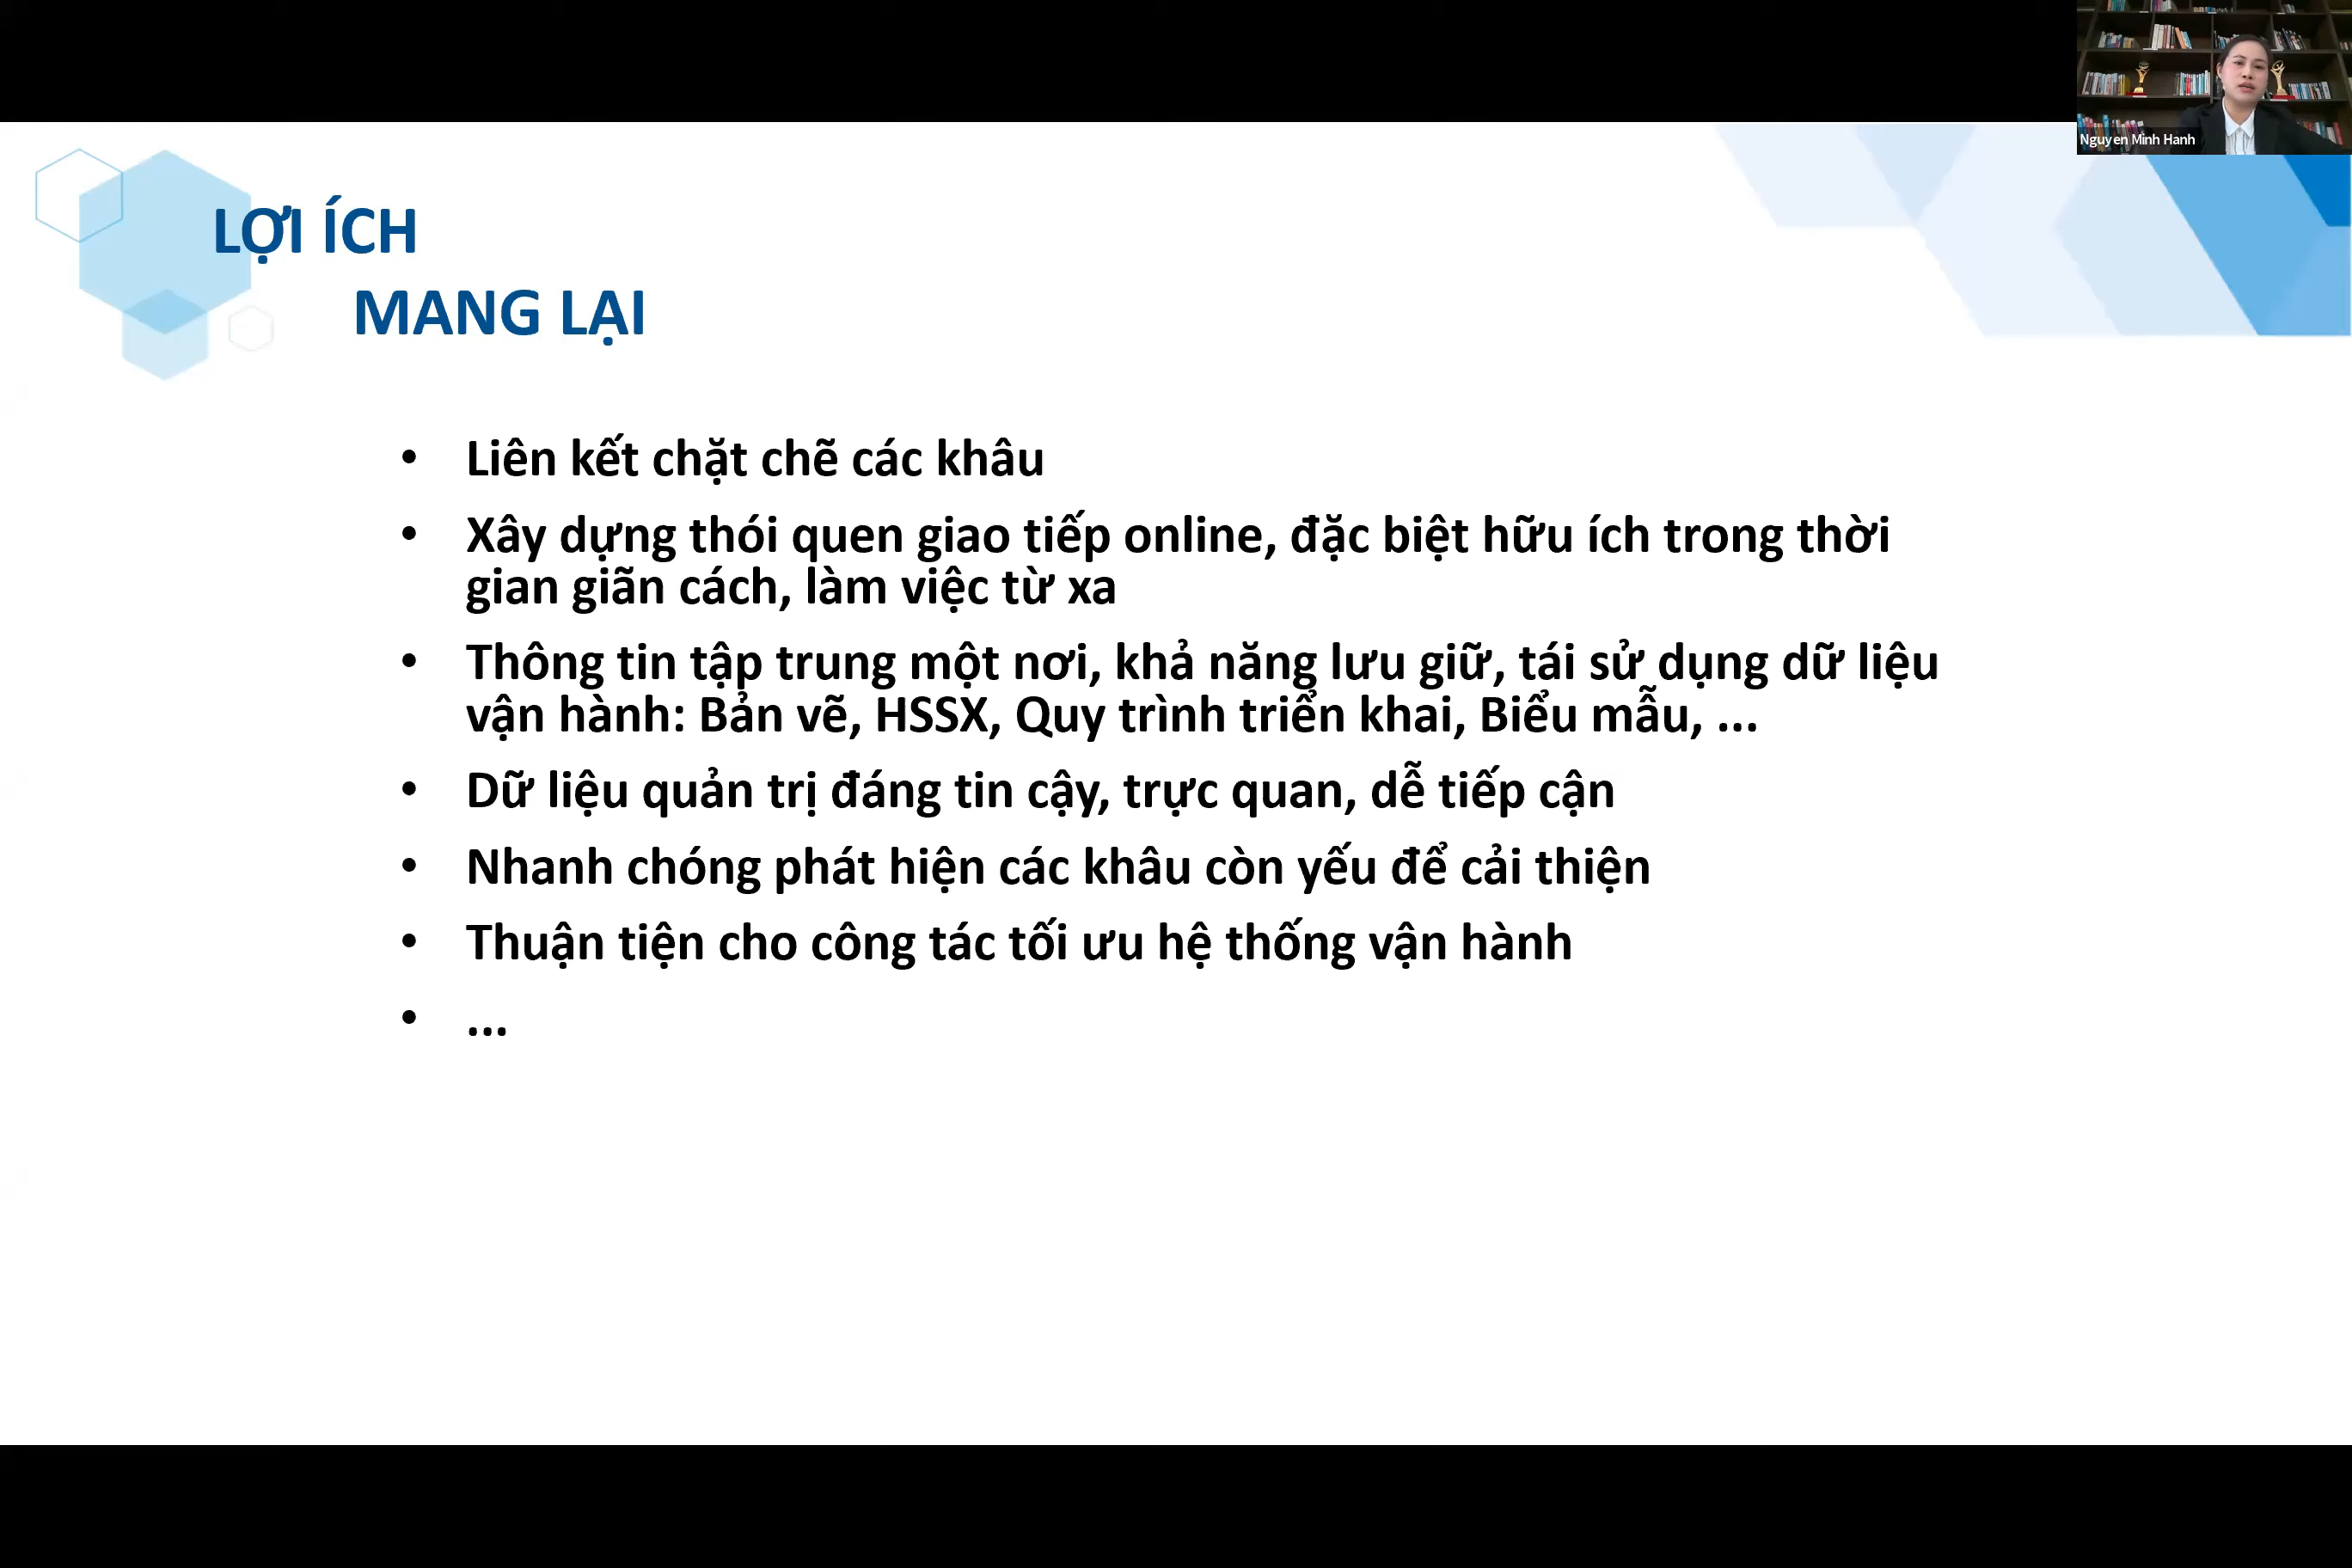 Nguyen Minh Hanh
LỢI ÍCH
MANG LẠI
• Liên kết chặt chẽ các khâu
• Xây dựng thói quen giao tiếp online, đặc biệt hữu ích trong thời
gian giãn cách, làm việc từ xa
• Thông tin tập trung một nơi, khả năng lưu giữ, tái sử dụng dữ liệu
vận hành: Bản vẽ, HSSX, Quy trình triển khai, Biểu mẫu, ...
• Dữ liệu quản trị đáng tin cậy, trực quan, dễ tiếp cận
• Nhanh chóng phát hiện các khâu còn yếu để cải thiện
• Thuận tiện cho công tác tối ưu hệ thống vận hành
• ...